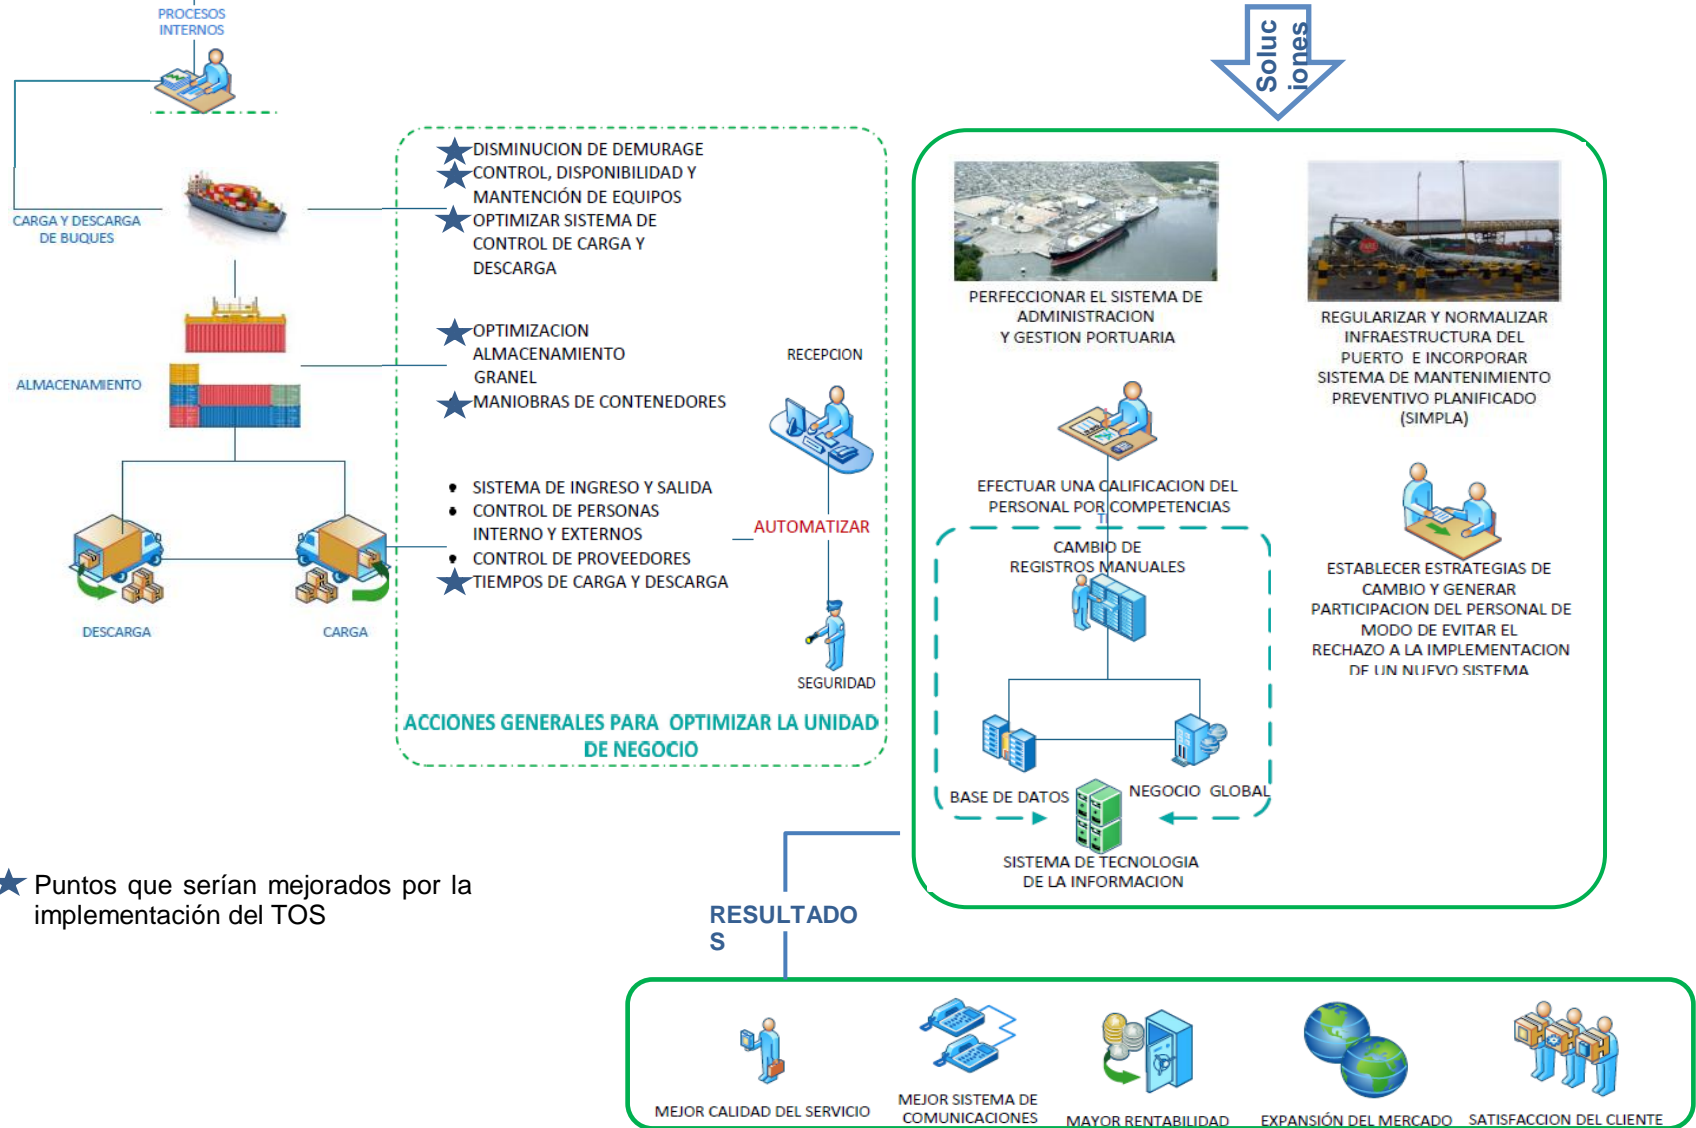 PROCESOS
INTERNOS
CARGA Y DESCARGA
DE BUQUES
ALMACENAMIENTO
DESCARGA
CARGA
DISMINUCION DE DEMURAGE
CONTROL, DISPONIBILIDAD Y
MANTENCIÓN DE EQUIPOS
OPTIMIZAR SISTEMA DE
CONTROL DE CARGA Y
DESCARGA
OPTIMIZACION
ALMACENAMIENTO
GRANEL
MANIOBRAS DE CONTENEDORES
• SISTEMA DE INGRESO Y SALIDA
• CONTROL DE PERSONAS
INTERNO Y EXTERNOS
• CONTROL DE PROVEEDORES
TIEMPOS DE CARGA Y DESCARGA
RECEPCION
AUTOMATIZAR
SEGURIDAD
ACCIONES GENERALES PARA OPTIMIZAR LA UNIDAD
DE NEGOCIO
Puntos que serían mejorados por la
implementación del TOS
Soluc
iones
PERFECCIONAR EL SISTEMA DE
ADMINISTRACION
Y GESTION PORTUARIA
EFECTUAR UNA CALIFICACION DEL
PERSONAL POR COMPETENCIAS
TI
CAMBIO DE
REGISTROS MANUALES
BASE DE DATOS
NEGOCIO GLOBAL
SISTEMA DE TECNOLOGIA
DE LA INFORMACION
PARE
REGULARIZAR Y NORMALIZAR
INFRAESTRUCTURA DEL
PUERTO E INCORPORAR
SISTEMA DE MANTENIMIENTO
PREVENTIVO PLANIFICADO
(SIMPLA)
ESTABLECER ESTRATEGIAS DE
CAMBIO Y GENERAR
PARTICIPACION DEL PERSONAL DE
MODO DE EVITAR EL
RECHAZO A LA IMPLEMENTACION
DE UN NUEVO SISTEMA
RESULTADO
S
MEJOR CALIDAD DEL SERVICIO
MEJOR SISTEMA DE
COMUNICACIONES
MAYOR RENTABILIDAD
EXPANSIÓN DEL MERCADO
SATISFACCION DEL CLIENTE